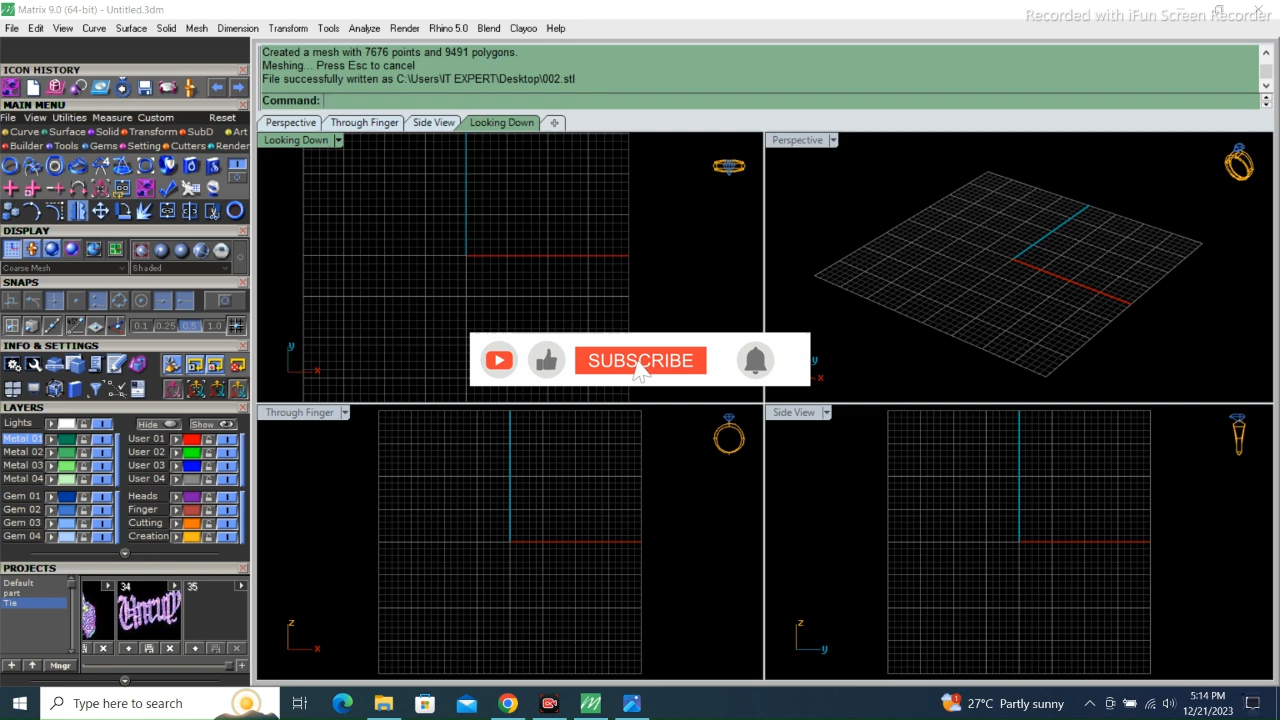 Matrix 9.0 (64-bit) - Untitled.3dm
Recorded with iFun Screen Recorder
File Edit View Curve Surface Solid Mesh Dimension Transform Tools Analyze Render Rhino 5.0 Blend Clayoo Help
Created a mesh with 7676 points and 9491 polygons.
Meshing... Press Esc to cancel
File successfully written as C:\Users\IT EXPERT\Desktop\002.stl
Command:
Perspective Through Finger Side View Looking Down
ICON HISTORY
MAIN MENU
File View Utilities Measure Custom Reset
Curve Surface Solid Transform SubD Art
Builder Tools Gems Setting Cutters Render
DISPLAY
Coarse Mesh Shaded
SNAPS
0.1 0.25 0.5 1.0
INFO & SETTINGS
LAYERS
Lights Hide Show
Metal 01 User 01
Metal 02 User 02
Metal 03 User 03
Metal 04 User 04
Gem 01 Heads
Gem 02 Finger
Gem 03 Cutting
Gem 04 Creation
PROJECTS
Default
part
Tie
34 35
Mngr
Looking Down
y
x
Perspective
y
x
SUBSCRIBE
Through Finger
z
x
Side View
z
y
Type here to search
27°C Partly sunny
5:14 PM
12/21/2023